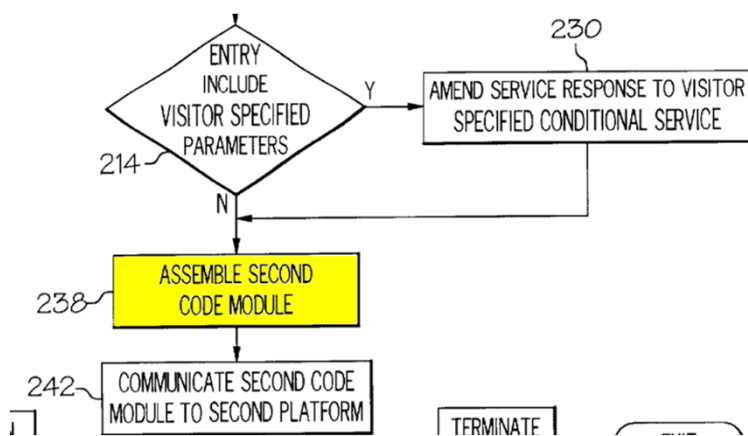 ENTRY
INCLUDE
VISITOR SPECIFIED
PARAMETERS
214
Y
N
230
AMEND SERVICE RESPONSE TO VISITOR
SPECIFIED CONDITIONAL SERVICE
ASSEMBLE SECOND
CODE MODULE
238
242
COMMUNICATE SECOND CODE
MODULE TO SECOND PLATFORM
TERMINATE